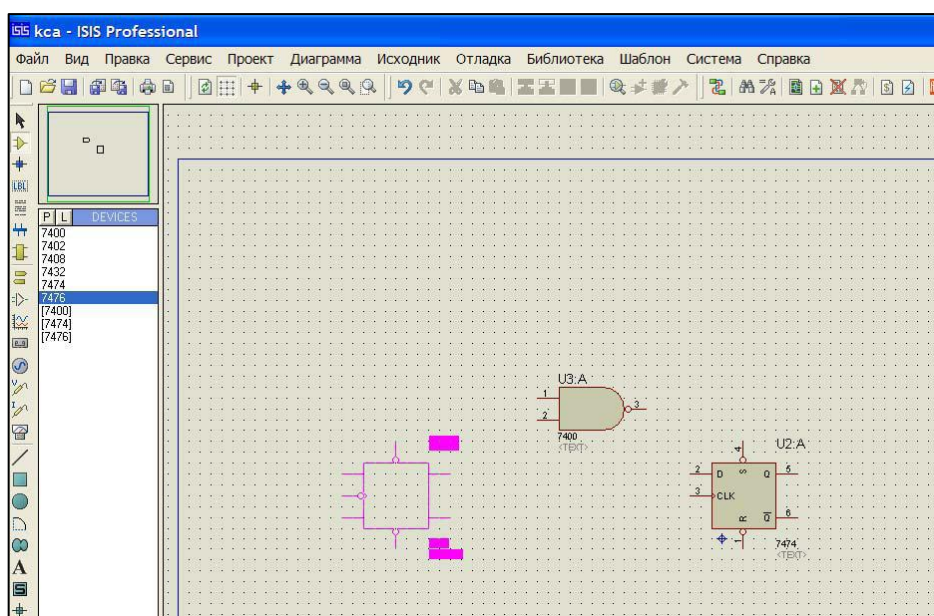 isis kca - ISIS Professional
Файл Вид Правка Сервис Проект Диаграмма Исходник Отладка Библиотека Шаблон Система Справка
LBL
P L DEVICES
7400
7402
7408
7432
7474
7476
[7400]
[7474]
[7476]
A
S
U3:A
1
2
3
7400
<TEXT>
U2:A
4
2 D S Q 5
3 CLK
R Q 6
1
7474
<TEXT>